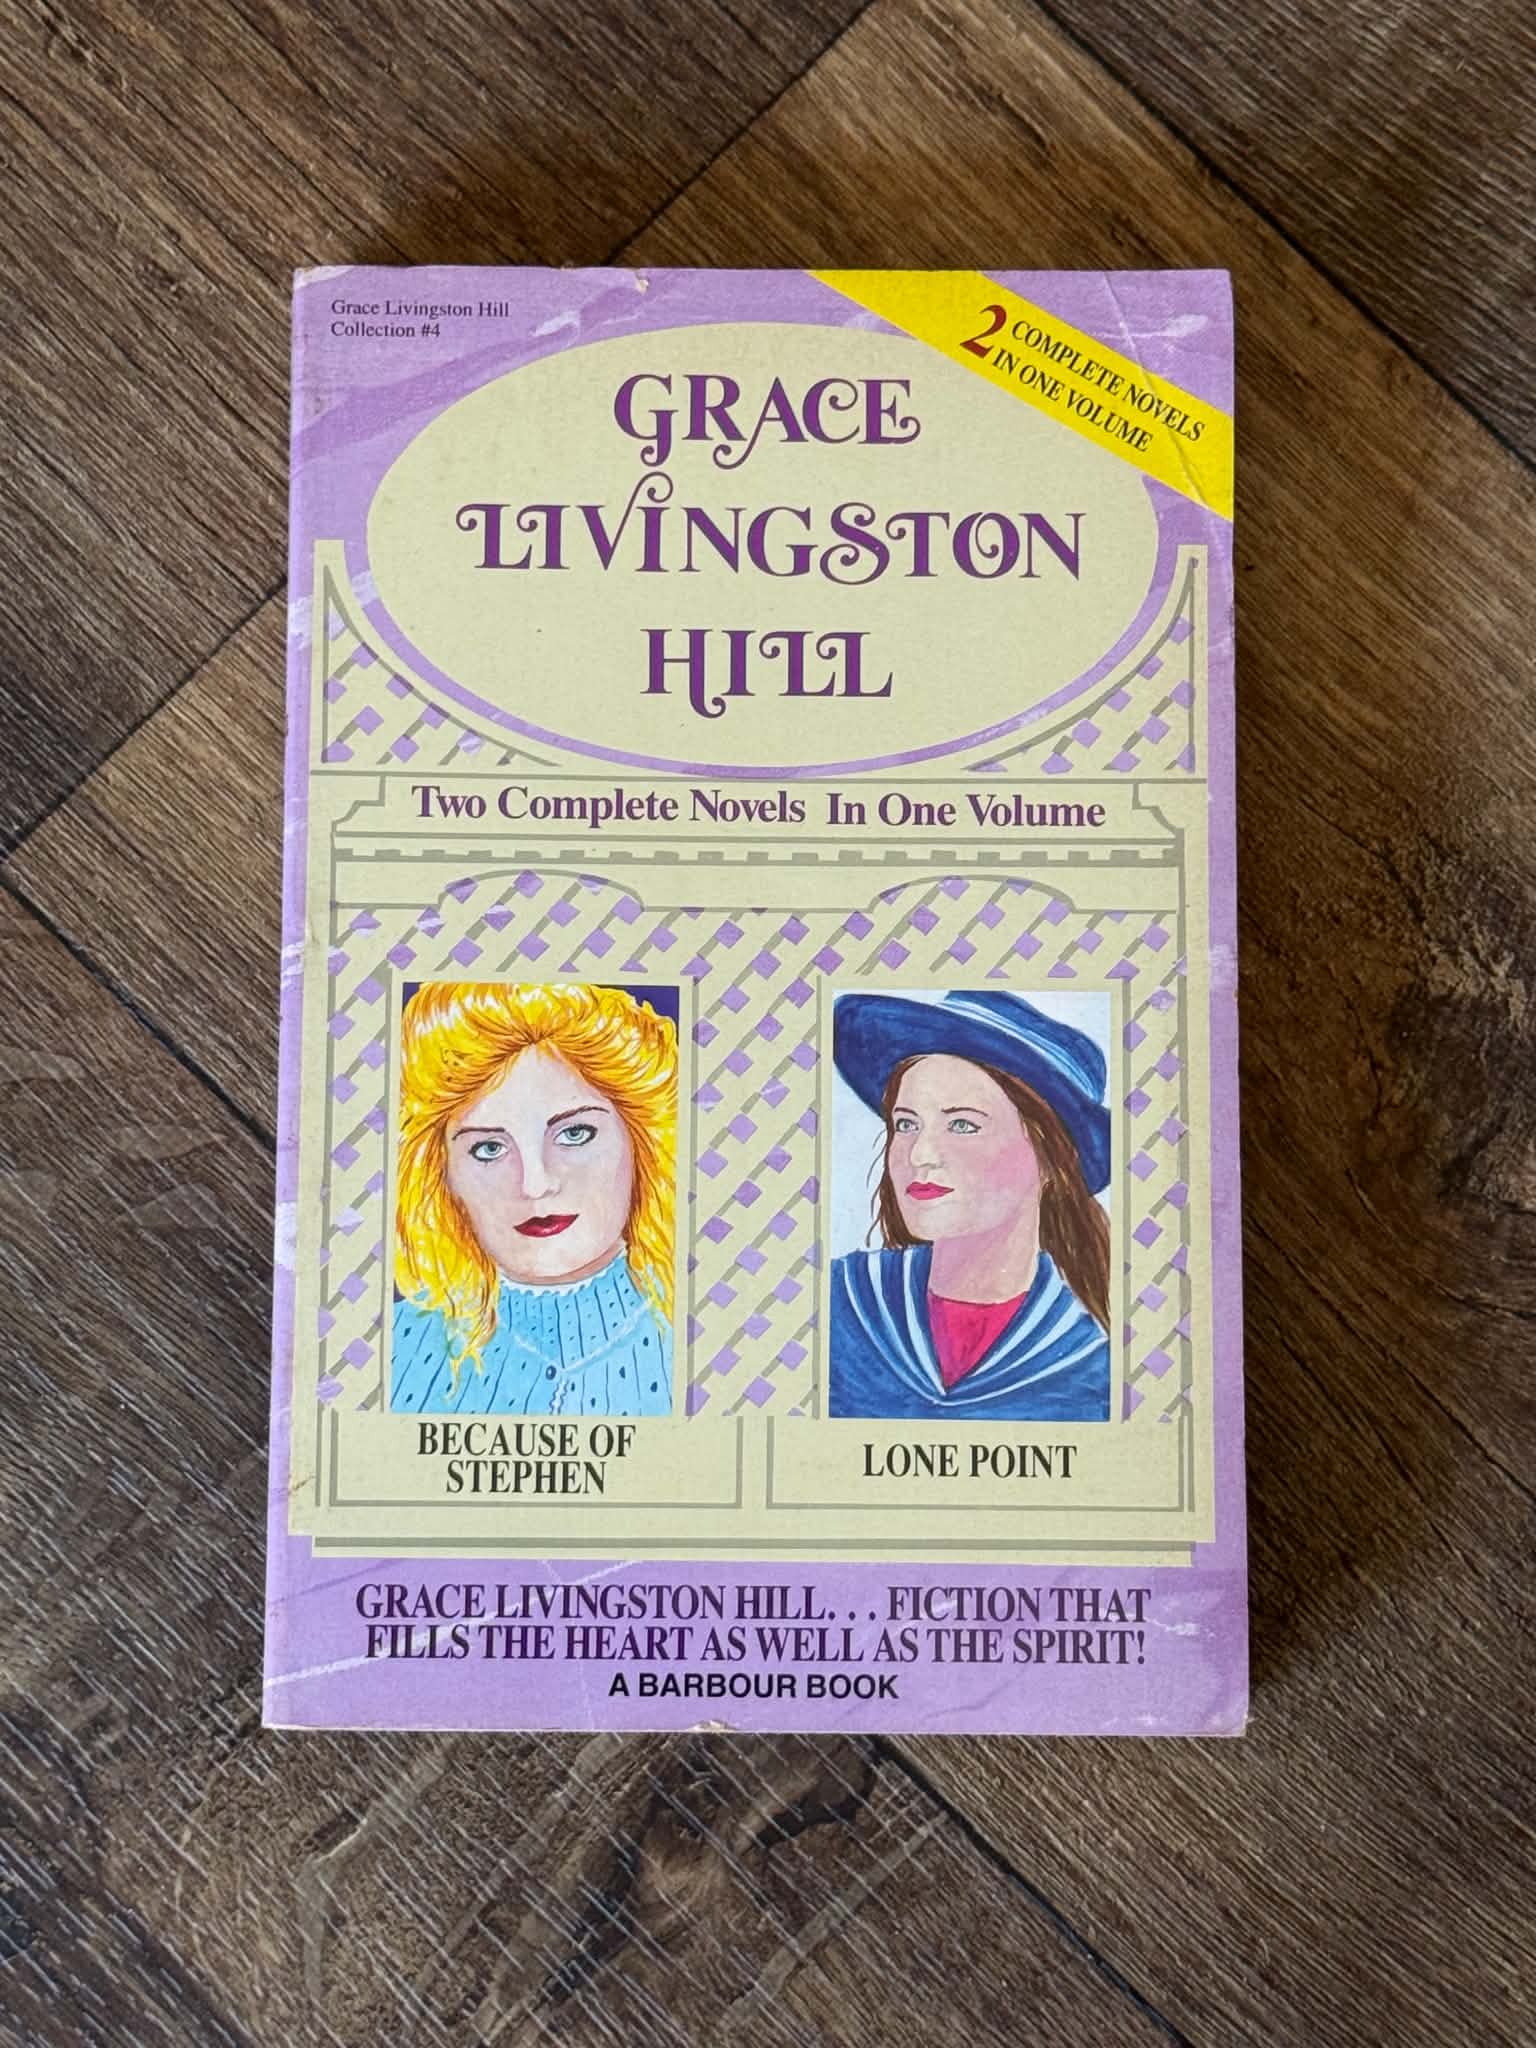 Grace Livingston Hill
Collection #4
2 COMPLETE NOVELS
IN ONE VOLUME
GRACE
LIVINGSTON
HILL
Two Complete Novels In One Volume
BECAUSE OF
STEPHEN
LONE POINT
GRACE LIVINGSTON HILL. . . FICTION THAT
FILLS THE HEART AS WELL AS THE SPIRIT!
A BARBOUR BOOK